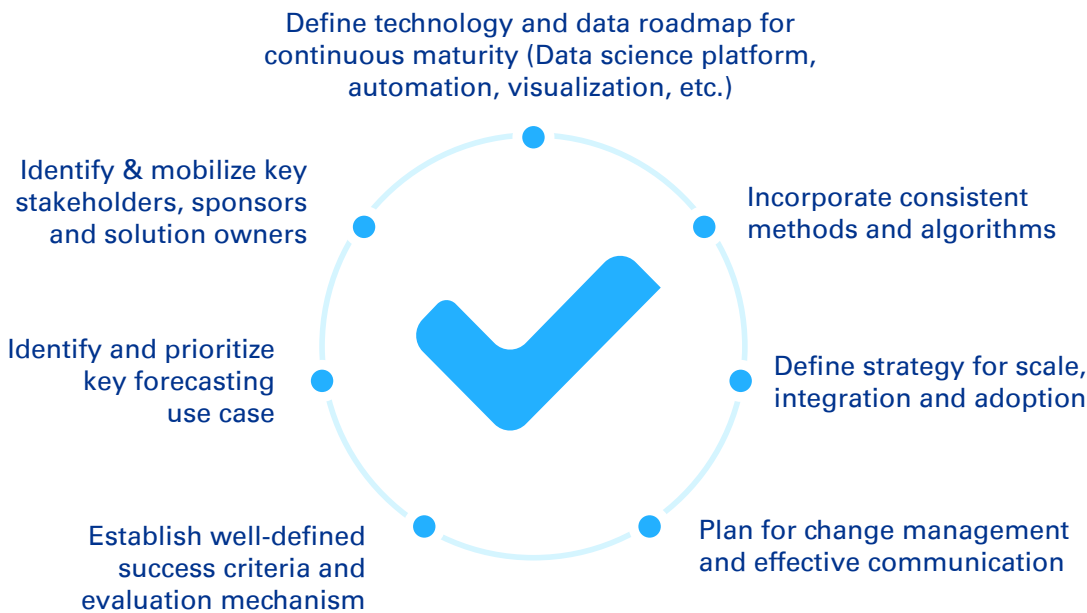 Define technology and data roadmap for
continuous maturity (Data science platform,
automation, visualization, etc.)
Identify & mobilize key
stakeholders, sponsors
and solution owners
Incorporate consistent
methods and algorithms
Identify and prioritize
key forecasting
use case
Define strategy for scale,
integration and adoption
Establish well-defined
success criteria and
evaluation mechanism
Plan for change management
and effective communication